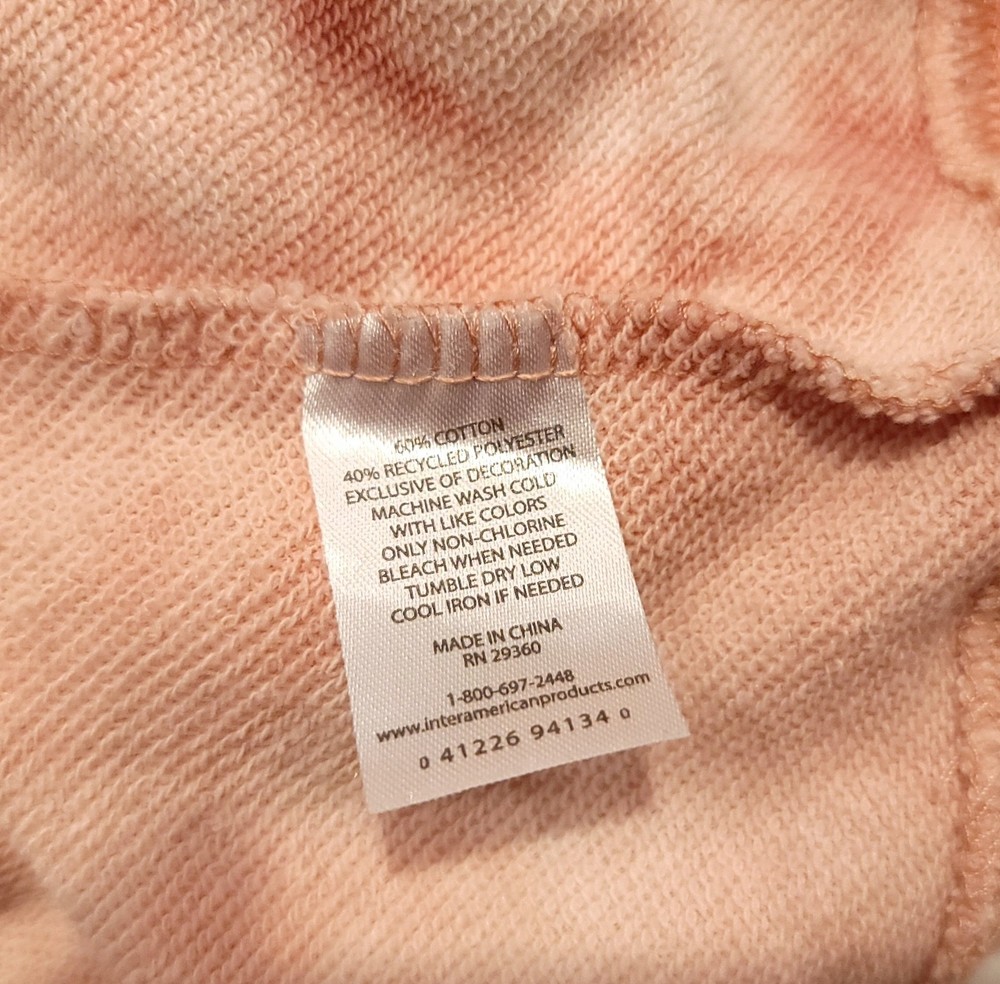 60% COTTON
40% RECYCLED POLYESTER
EXCLUSIVE OF DECORATION
MACHINE WASH COLD
WITH LIKE COLORS
ONLY NON-CHLORINE
BLEACH WHEN NEEDED
TUMBLE DRY LOW
COOL IRON IF NEEDED
MADE IN CHINA
RN 29360
1-800-697-2448
www.interamericanproducts.com
0 41226 94134 0